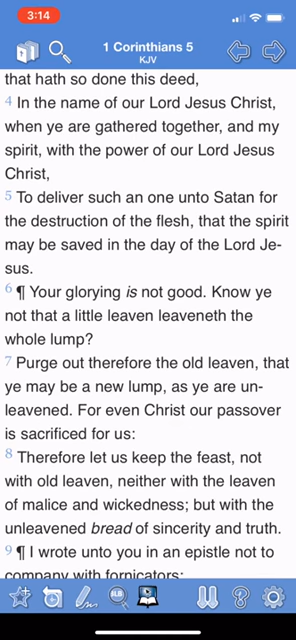 3:14
1 Corinthians 5
KJV
that hath so done this deed,
4 In the name of our Lord Jesus Christ,
when ye are gathered together, and my
spirit, with the power of our Lord Jesus
Christ,
5 To deliver such an one unto Satan for
the destruction of the flesh, that the spirit
may be saved in the day of the Lord Je-
sus.
6 ¶ Your glorying is not good. Know ye
not that a little leaven leaveneth the
whole lump?
7 Purge out therefore the old leaven, that
ye may be a new lump, as ye are un-
leavened. For even Christ our passover
is sacrificed for us:
8 Therefore let us keep the feast, not
with old leaven, neither with the leaven
of malice and wickedness; but with the
unleavened bread of sincerity and truth.
9 ¶ I wrote unto you in an epistle not to
company with fornicators: